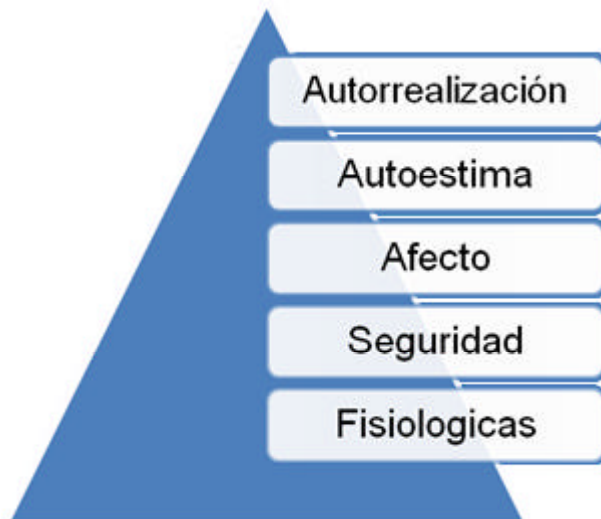 Autorrealización
Autoestima
Afecto
Seguridad
Fisiologicas